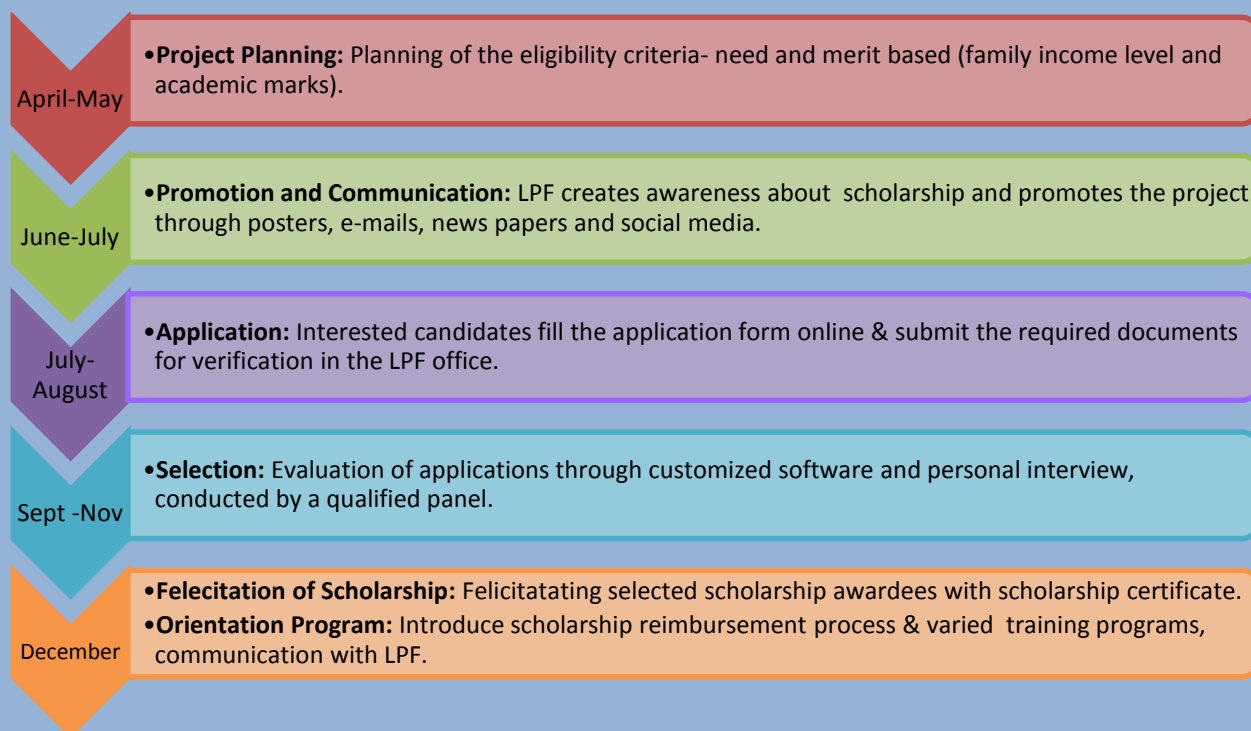 April-May
•Project Planning: Planning of the eligibility criteria- need and merit based (family income level and
academic marks).
June-July
•Promotion and Communication: LPF creates awareness about scholarship and promotes the project
through posters, e-mails, news papers and social media.
July-
August
•Application: Interested candidates fill the application form online & submit the required documents
for verification in the LPF office.
Sept -Nov
•Selection: Evaluation of applications through customized software and personal interview,
conducted by a qualified panel.
December
•Felecitation of Scholarship: Felicitatating selected scholarship awardees with scholarship certificate.
•Orientation Program: Introduce scholarship reimbursement process & varied training programs,
communication with LPF.